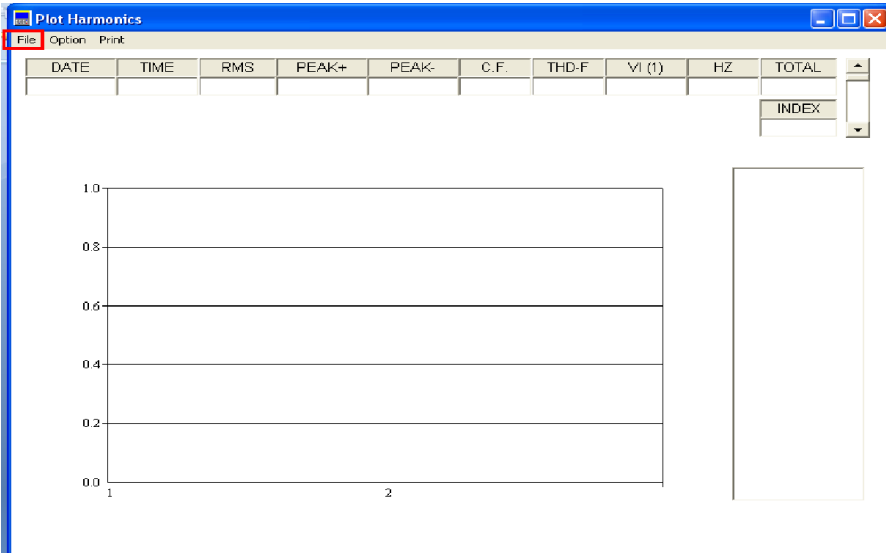 Plot Harmonics
File Option Print
DATE TIME RMS PEAK+ PEAK- C.F. THD-F VI (1) HZ TOTAL
INDEX
1.0
0.8
0.6
0.4
0.2
0.0
1 2